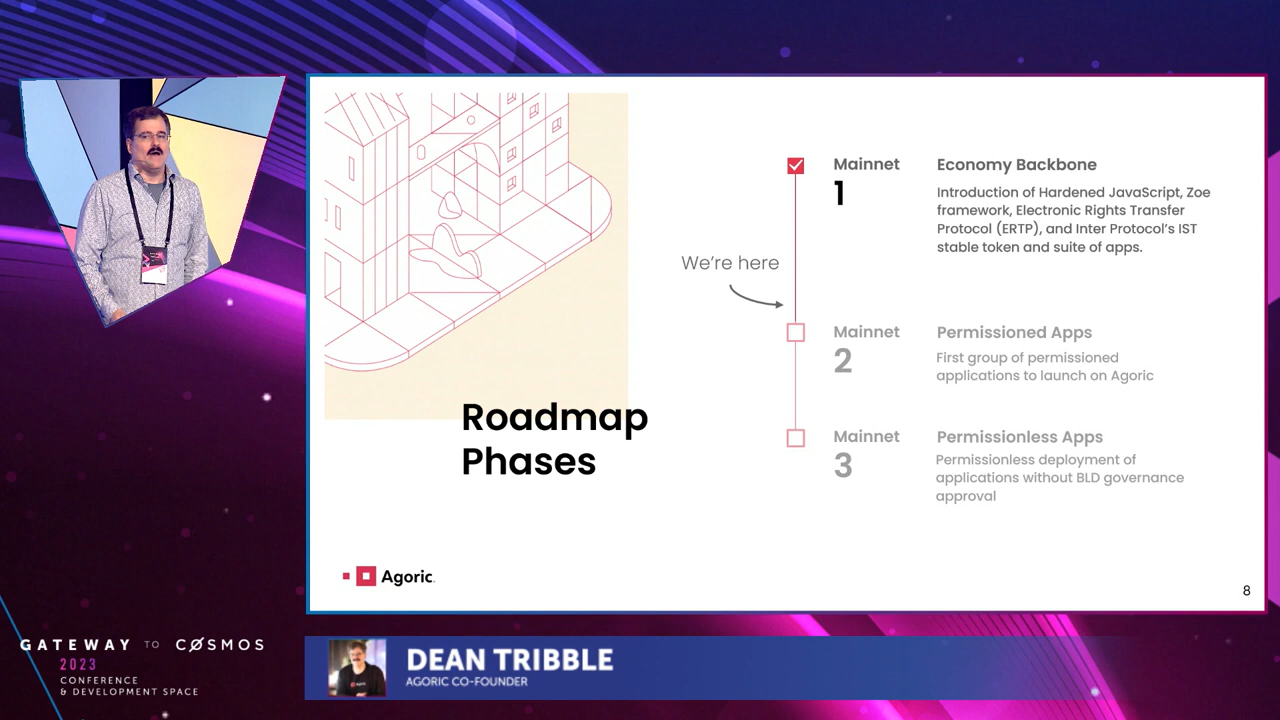 Mainnet
1
Economy Backbone
Introduction of Hardened JavaScript, Zoe
framework, Electronic Rights Transfer
Protocol (ERTP), and Inter Protocol's IST
stable token and suite of apps.
We're here
Mainnet
2
Permissioned Apps
First group of permissioned
applications to launch on Agoric
Roadmap
Phases
Mainnet
3
Permissionless Apps
Permissionless deployment of
applications without BLD governance
approval
Agoric
8
GATEWAY TO CØSMOS
2023
CONFERENCE
& DEVELOPMENT SPACE
DEAN TRIBBLE
AGORIC CO-FOUNDER